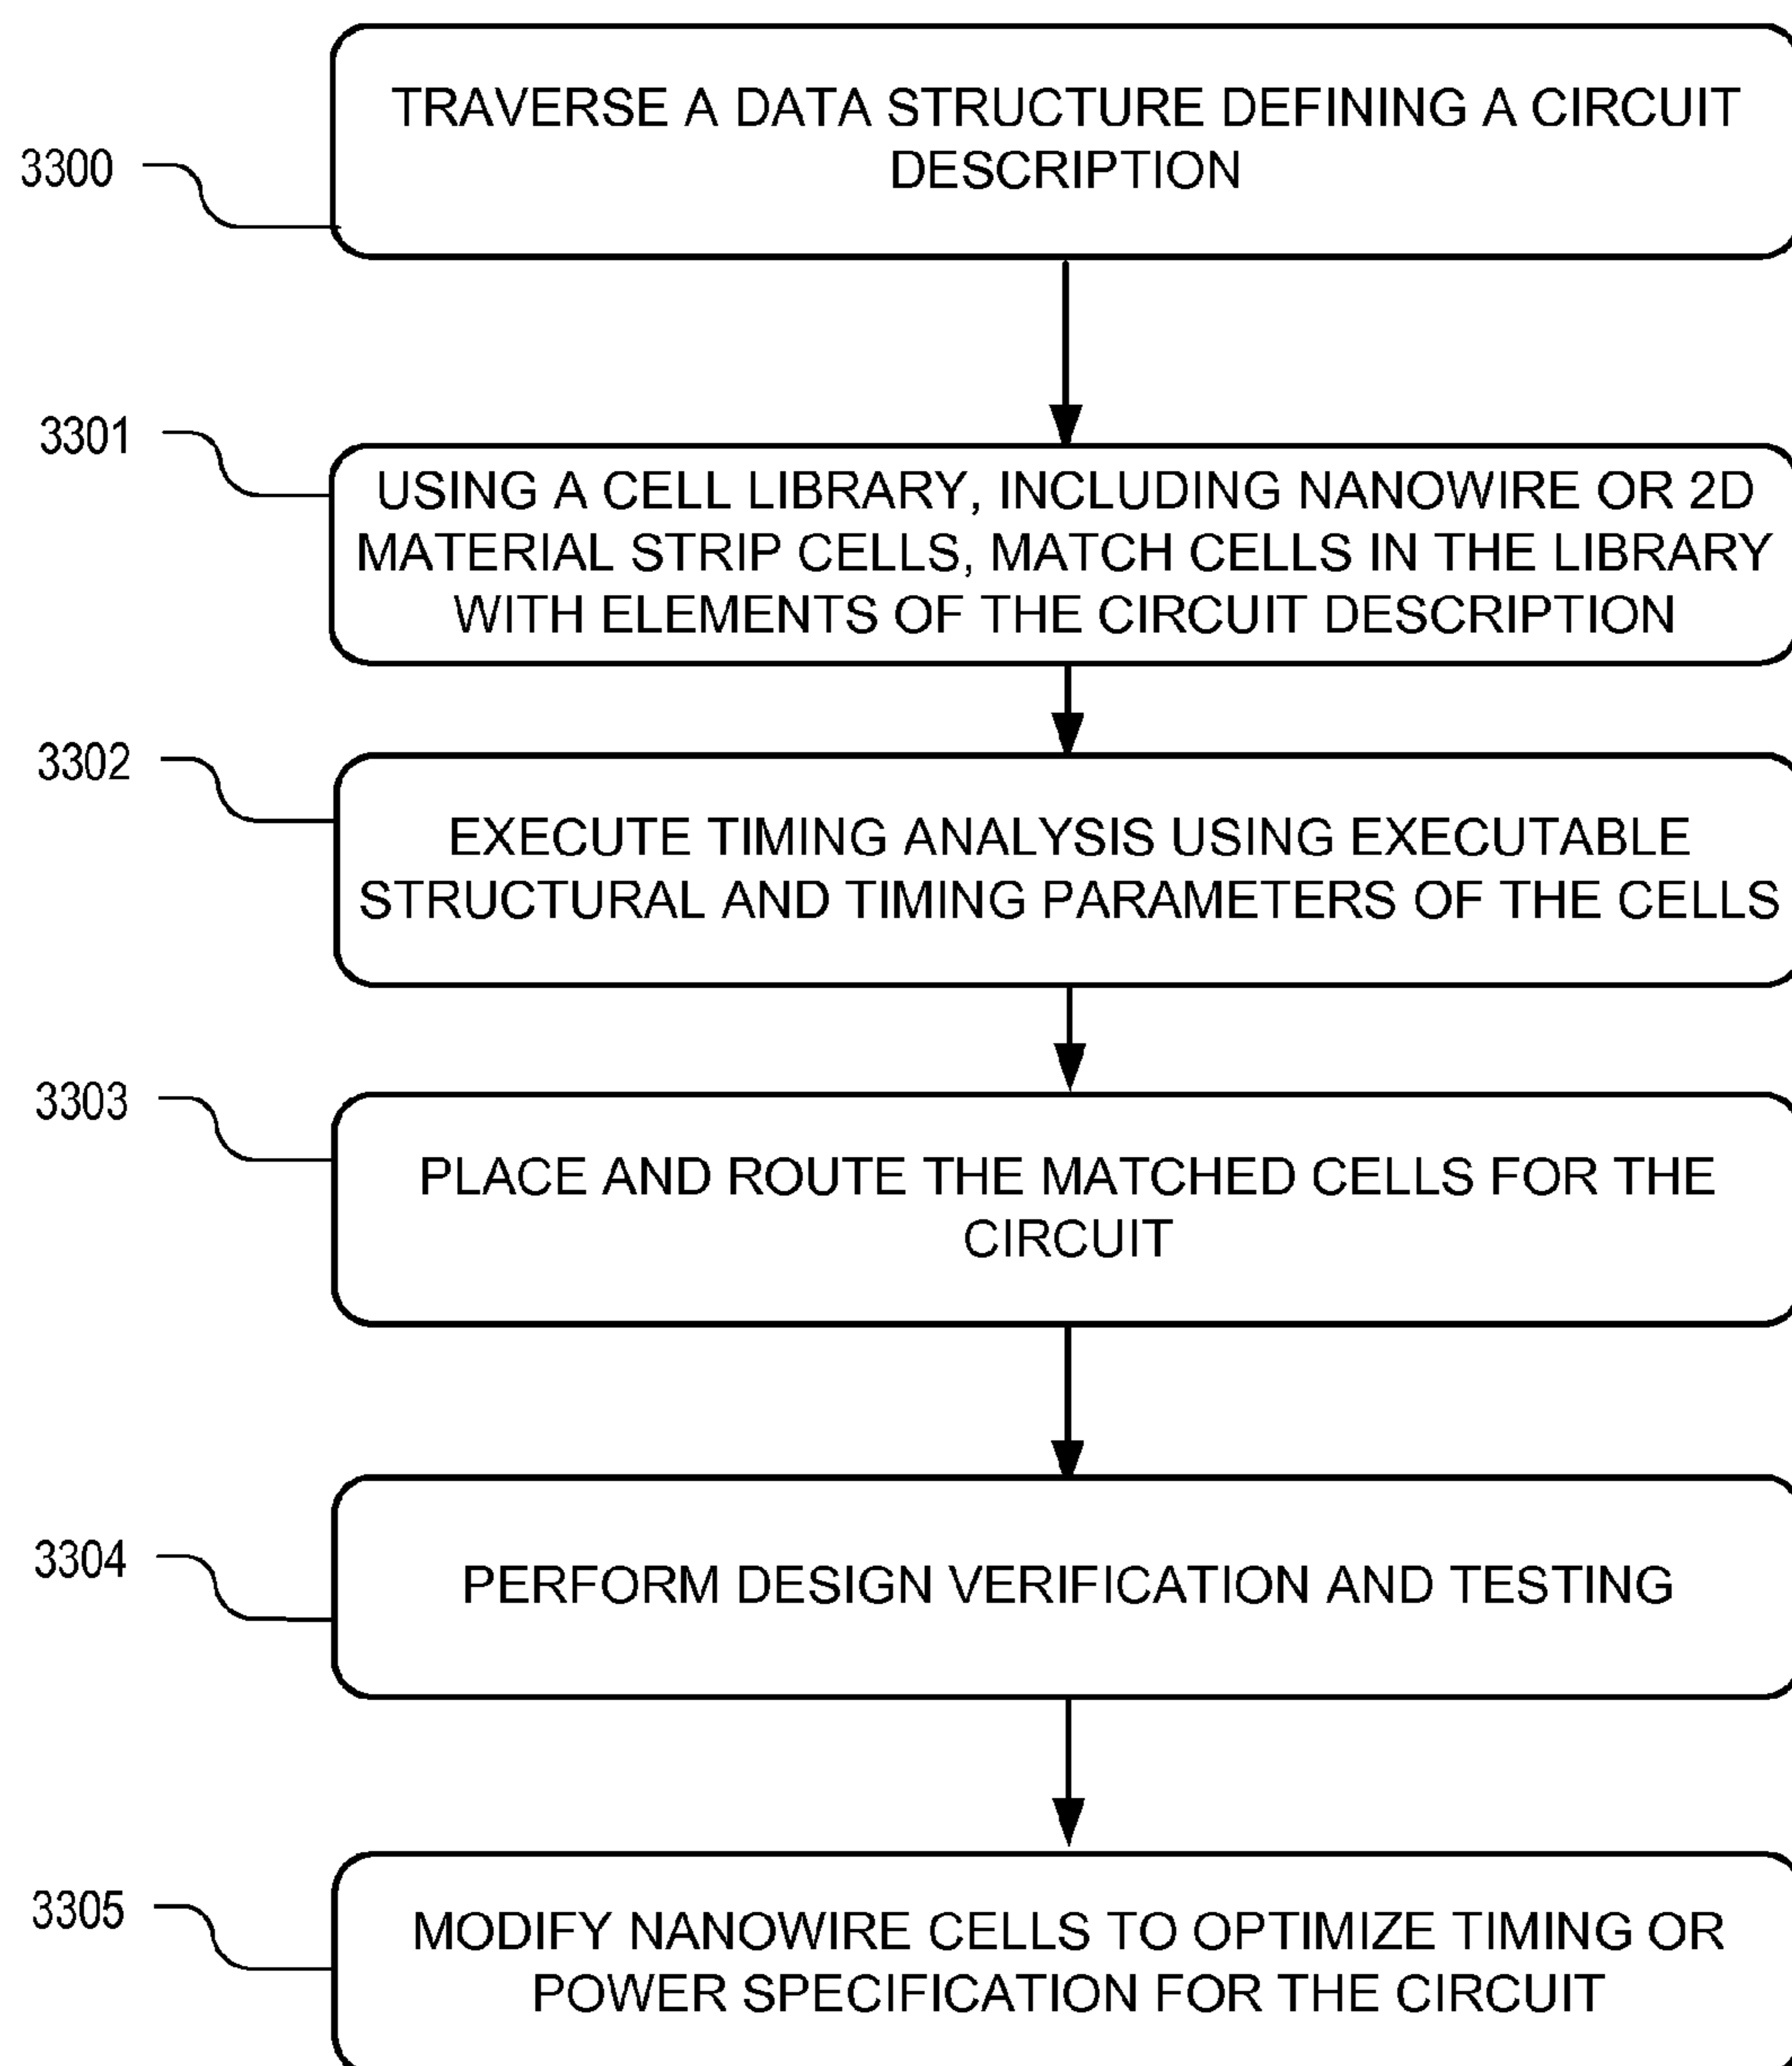 TRAVERSE A DATA STRUCTURE DEFINING A CIRCUIT
DESCRIPTION
3300
3301
USING A CELL LIBRARY, INCLUDING NANOWIRE OR 2D
MATERIAL STRIP CELLS, MATCH CELLS IN THE LIBRARY
WITH ELEMENTS OF THE CIRCUIT DESCRIPTION
3302
EXECUTE TIMING ANALYSIS USING EXECUTABLE
STRUCTURAL AND TIMING PARAMETERS OF THE CELLS
3303
PLACE AND ROUTE THE MATCHED CELLS FOR THE
CIRCUIT
3304
PERFORM DESIGN VERIFICATION AND TESTING
3305
MODIFY NANOWIRE CELLS TO OPTIMIZE TIMING OR
POWER SPECIFICATION FOR THE CIRCUIT